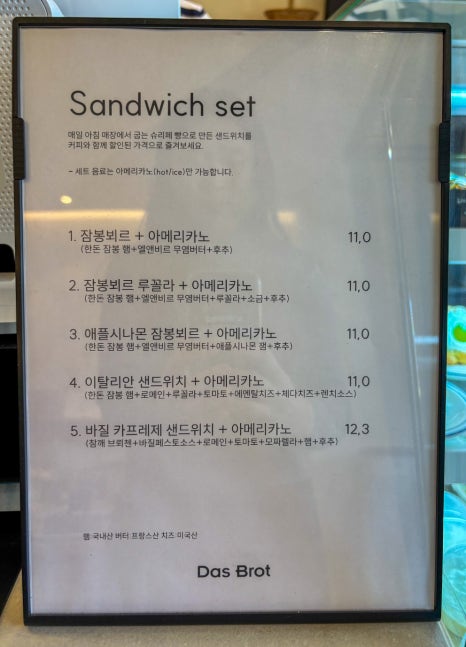 Sandwich set
매일 아침 매장에서 굽는 슈리페 빵으로 만든 샌드위치를
커피와 함께 할인된 가격으로 즐겨보세요.
- 세트 음료는 아메리카노(hot/ice)만 가능합니다.
1. 잠봉뵈르 + 아메리카노 11,0
(한돈 잠봉 햄+엘앤비르 무염버터+후추)
2. 잠봉뵈르 루꼴라 + 아메리카노 11,0
(한돈 잠봉 햄+엘앤비르 무염버터+루꼴라+소금+후추)
3. 애플시나몬 잠봉뵈르 + 아메리카노 11,0
(한돈 잠봉 햄+엘앤비르 무염버터+애플시나몬 잼+후추)
4. 이탈리안 샌드위치 + 아메리카노 11,0
(한돈 잠봉 햄+로메인+루꼴라+토마토+에멘탈치즈+체다치즈+렌치소스)
5. 바질 카프레제 샌드위치 + 아메리카노 12,3
(참깨 브뢰첸+바질페스토소스+로메인+토마토+모짜렐라+햄+후추)
햄:국내산 버터 프랑스산 치즈 미국산
Das Brot